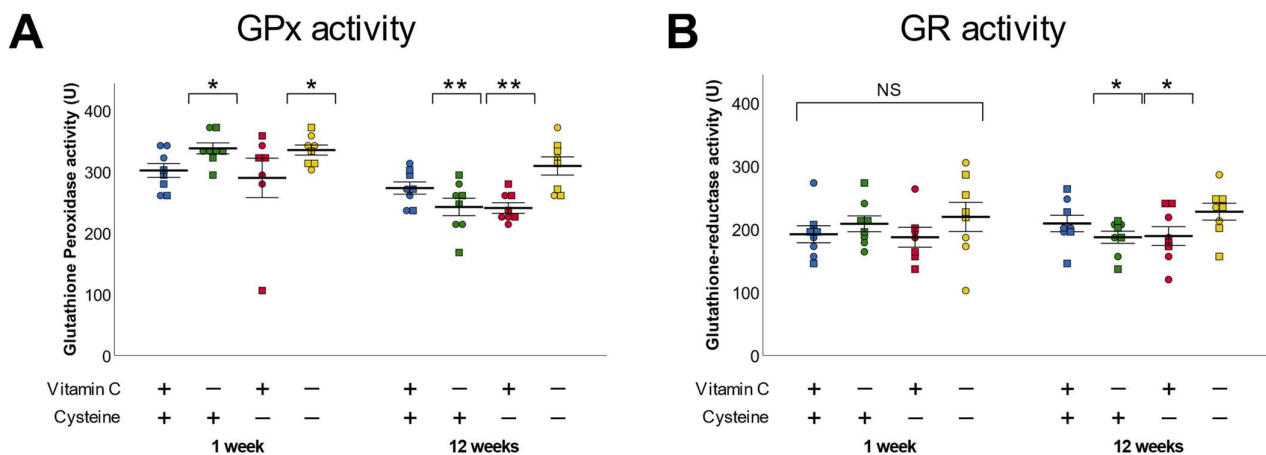 A GPx activity
Glutathione Peroxidase activity (U)
* * ** **
400
300
200
100
0
Vitamin C + − + − + − + −
Cysteine + + − − + + − −
1 week 12 weeks
B GR activity
Glutathione-reductase activity (U)
NS * *
400
300
200
100
0
Vitamin C + − + − + − + −
Cysteine + + − − + + − −
1 week 12 weeks